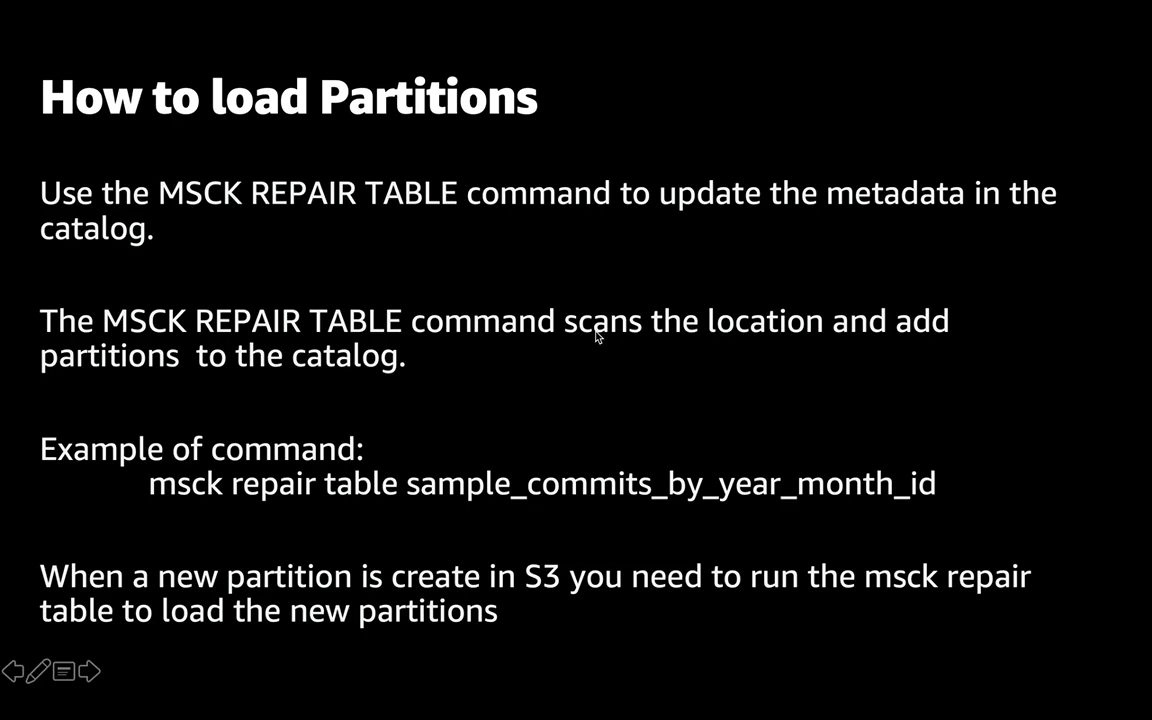 How to load Partitions
Use the MSCK REPAIR TABLE command to update the metadata in the
catalog.
The MSCK REPAIR TABLE command scans the location and add
partitions  to the catalog.
Example of command:
msck repair table sample_commits_by_year_month_id
When a new partition is create in S3 you need to run the msck repair
table to load the new partitions